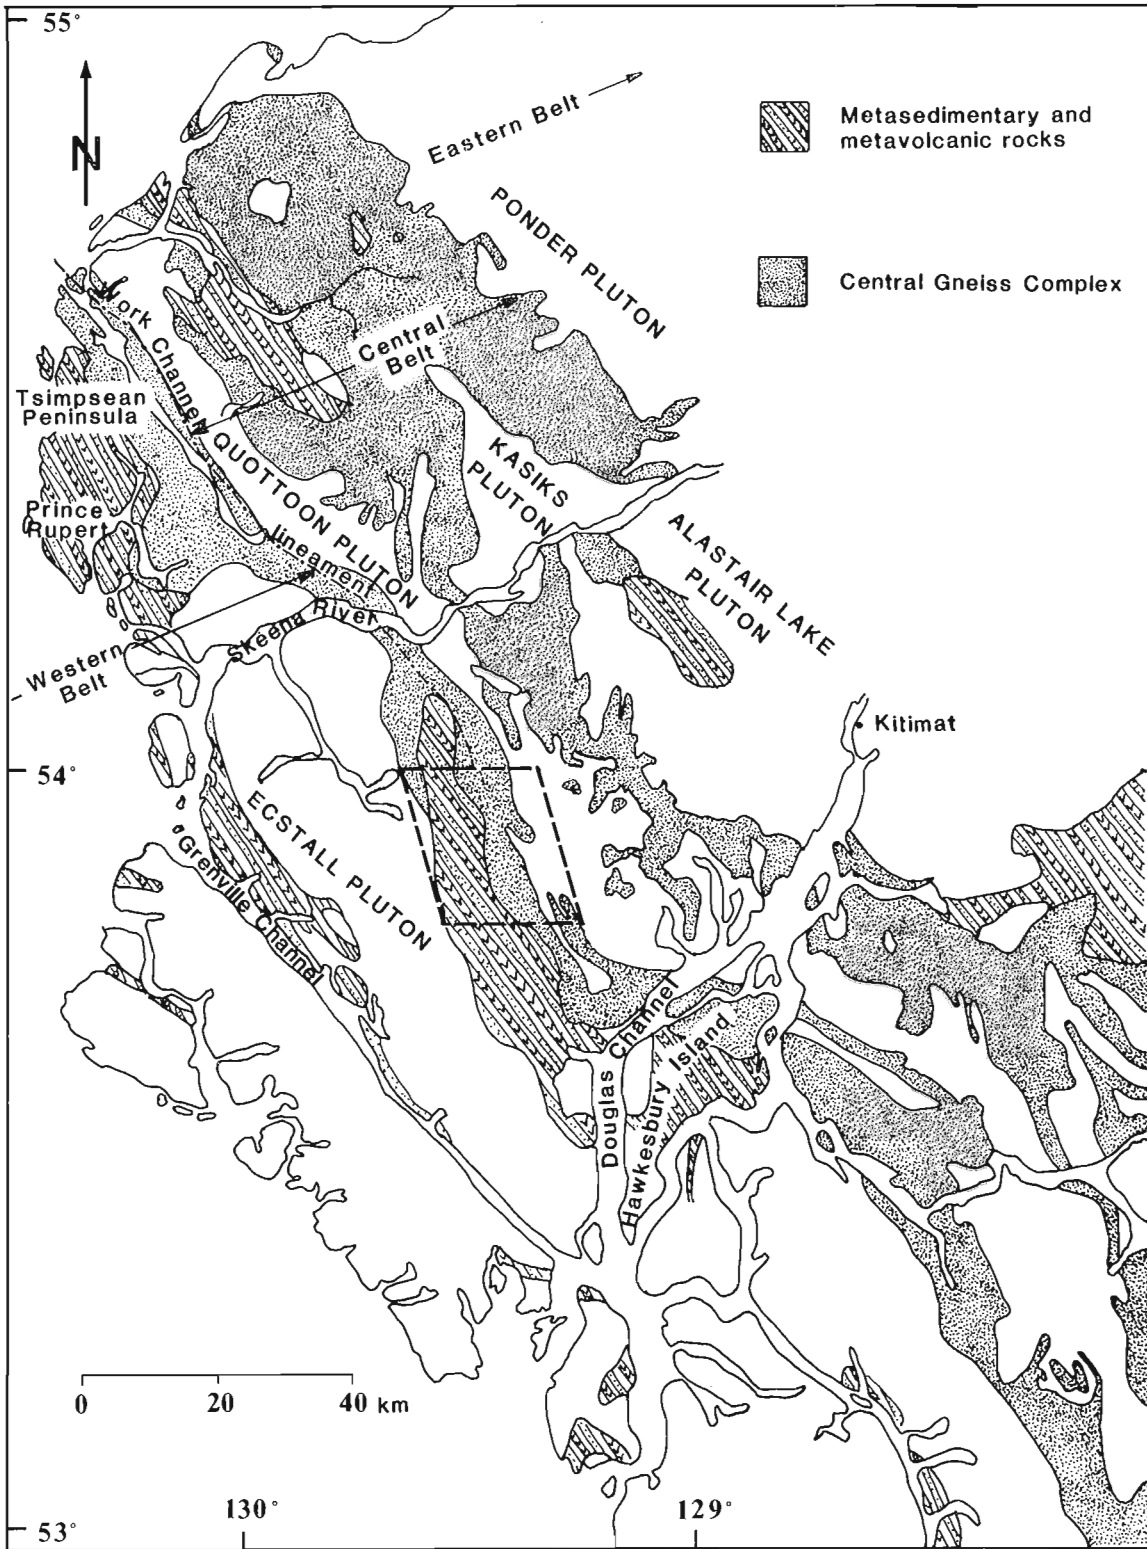 55°
N
Eastern Belt
Metasedimentary and
metavolcanic rocks
PONDER PLUTON
Central Gneiss Complex
Work Channel
Central
Belt
Tsimpsean
Peninsula
QUOTTOON PLUTON
KASIKS
PLUTON
Prince
Rupert
lineament
ALASTAIR LAKE
PLUTON
Skeena River
Western
Belt
Kitimat
54°
ECSTALL PLUTON
Grenville Channel
Douglas Channel
Hawkesbury Island
0 20 40 km
130°
129°
53°